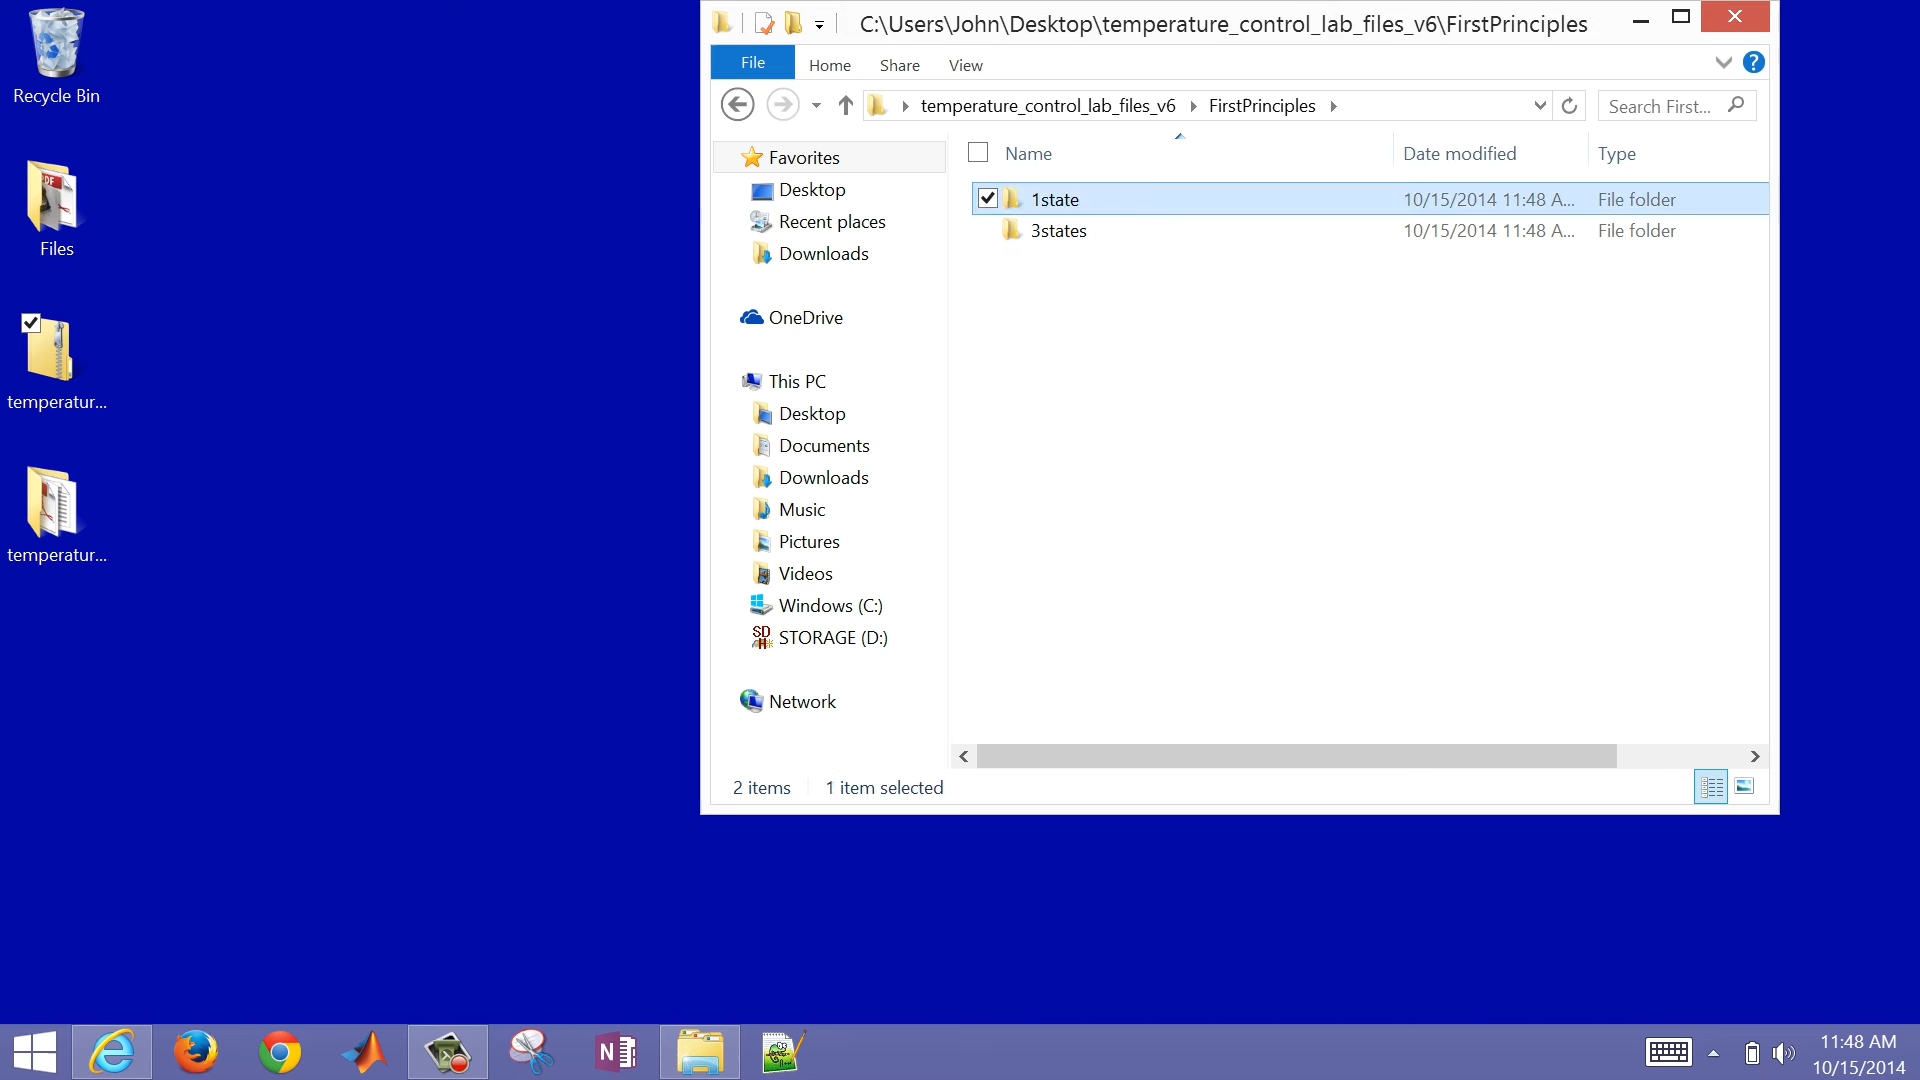 Recycle Bin
Files
temperatur...
temperatur...
C:\Users\John\Desktop\temperature_control_lab_files_v6\FirstPrinciples
File Home Share View
?
temperature_control_lab_files_v6 FirstPrinciples
Search First...
Favorites
Desktop
Recent places
Downloads
OneDrive
This PC
Desktop
Documents
Downloads
Music
Pictures
Videos
Windows (C:)
STORAGE (D:)
Network
Name Date modified Type
1state 10/15/2014 11:48 A... File folder
3states 10/15/2014 11:48 A... File folder
2 items 1 item selected
11:48 AM
10/15/2014